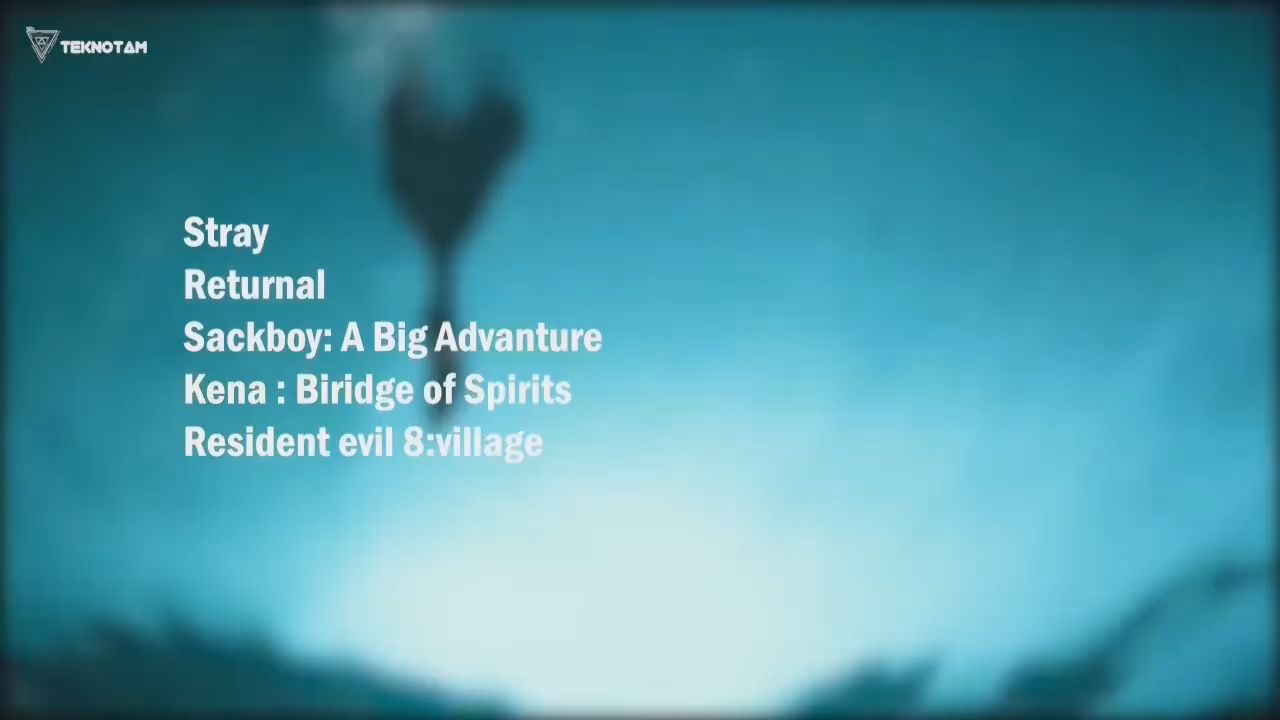 TEKNOTAM
Stray
Returnal
Sackboy: A Big Advanture
Kena : Biridge of Spirits
Resident evil 8:village